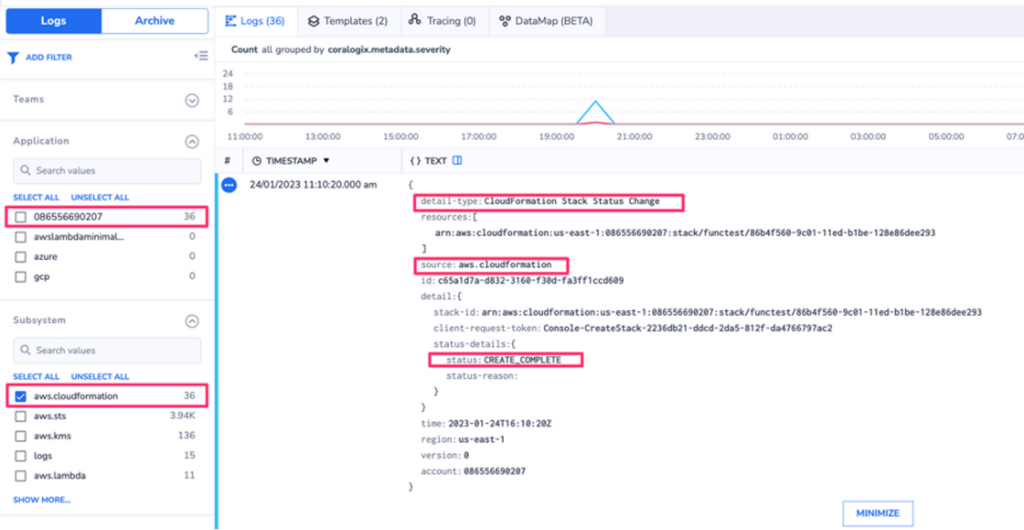 Logs
Archive
Logs (36)
Templates (2)
Tracing (0)
DataMap (BETA)
ADD FILTER
Count all grouped by coralogix.metadata.severity
24
18
12
6
11:00:00 13:00:00 15:00:00 17:00:00 19:00:00 21:00:00 23:00:00 01:00:00 03:00:00 05:00:00 07:0
Teams
Application
Search values
SELECT ALL UNSELECT ALL
086556690207 36
awslambdaminimal... 0
azure 0
gcp 0
Subsystem
Search values
SELECT ALL UNSELECT ALL
aws.cloudformation 36
aws.sts 3.94K
aws.kms 136
logs 15
aws.lambda 11
SHOW MORE...
# TIMESTAMP ▼ {} TEXT
24/01/2023 11:10:20.000 am
{
detail-type:CloudFormation Stack Status Change
resources:[
arn:aws:cloudformation:us-east-1:086556690207:stack/functest/86b4f560-9c01-11ed-b1be-128e86dee293
]
source:aws.cloudformation
id:c65a1d7a-d832-3160-f30d-fa3ff1ccd609
detail:{
stack-id:arn:aws:cloudformation:us-east-1:086556690207:stack/functest/86b4f560-9c01-11ed-b1be-128e86dee293
client-request-token:Console-CreateStack-2236db21-ddcd-2da5-812f-da4766797ac2
status-details:{
status:CREATE_COMPLETE
status-reason:
}
}
time:2023-01-24T16:10:20Z
region:us-east-1
version:0
account:086556690207
}
MINIMIZE